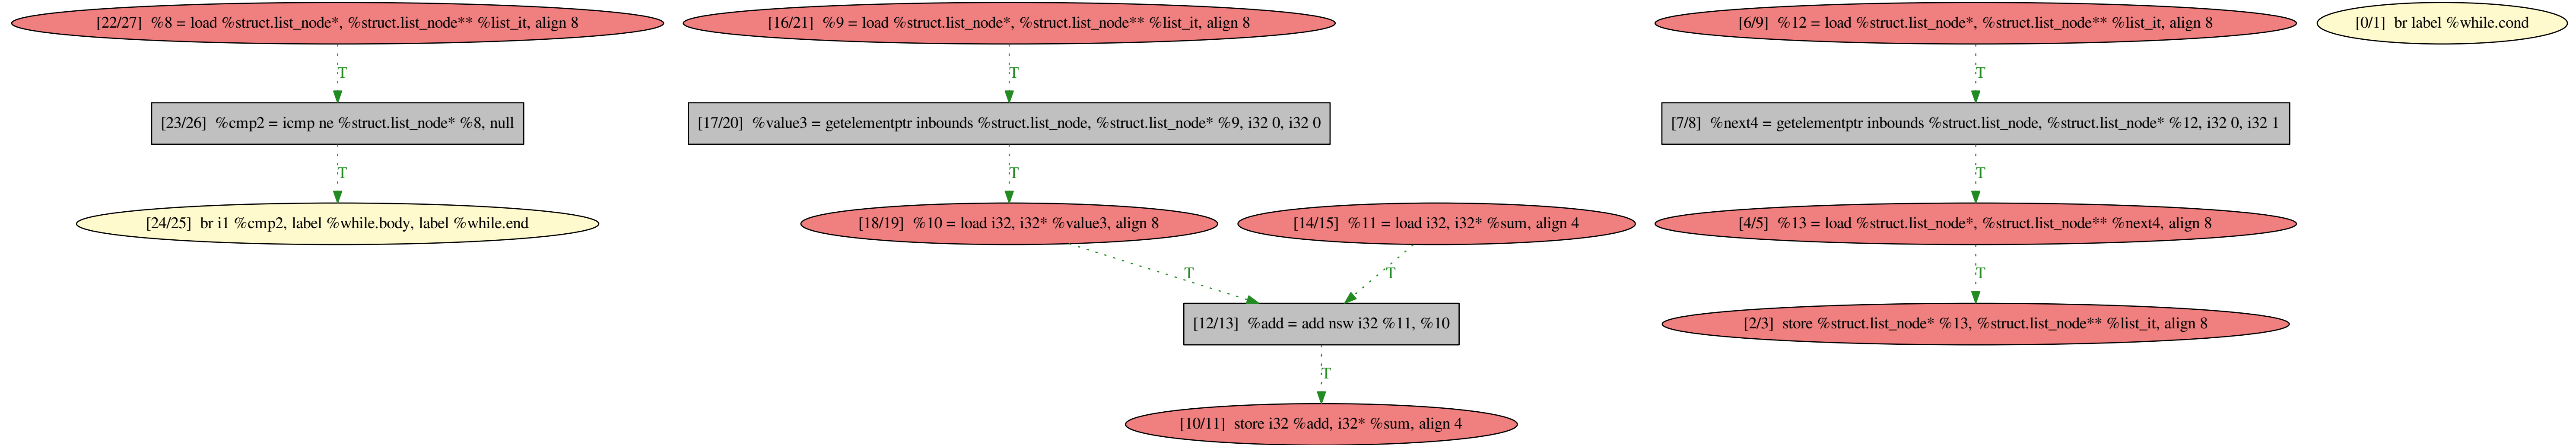 [22/27]  %8 = load %struct.list_node*, %struct.list_node** %list_it, align 8
[16/21]  %9 = load %struct.list_node*, %struct.list_node** %list_it, align 8
[6/9]  %12 = load %struct.list_node*, %struct.list_node** %list_it, align 8
[0/1]  br label %while.cond
T
T
T
[23/26]  %cmp2 = icmp ne %struct.list_node* %8, null
[17/20]  %value3 = getelementptr inbounds %struct.list_node, %struct.list_node* %9, i32 0, i32 0
[7/8]  %next4 = getelementptr inbounds %struct.list_node, %struct.list_node* %12, i32 0, i32 1
T
T
T
[24/25]  br i1 %cmp2, label %while.body, label %while.end
[18/19]  %10 = load i32, i32* %value3, align 8
[14/15]  %11 = load i32, i32* %sum, align 4
[4/5]  %13 = load %struct.list_node*, %struct.list_node** %next4, align 8
T
T
T
[12/13]  %add = add nsw i32 %11, %10
[2/3]  store %struct.list_node* %13, %struct.list_node** %list_it, align 8
T
[10/11]  store i32 %add, i32* %sum, align 4